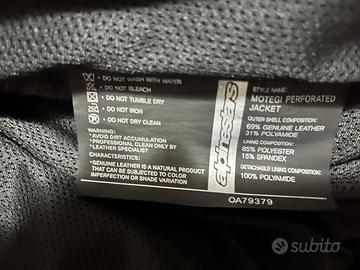 • DO NOT WASH WITH WATER
• DO NOT BLEACH
• DO NOT TUMBLE DRY
• DO NOT IRON
• DO NOT DRY CLEAN
WARNING:
*AVOID DIRT ACCUMULATION
*PROFESSIONAL CLEAN ONLY BY
LEATHER SPECIALIST
CHARACTERISTICS:
*GENUINE LEATHER IS A NATURAL PRODUCT
THAT CAN BE SUBJECTED TO COLOR
IMPERFECTION OR SHADE VARIATION
alpinestars
STYLE NAME:
MOTEGI PERFORATED
JACKET
OUTER SHELL COMPOSITION:
69% GENUINE LEATHER
31% POLYAMIDE
LINING COMPOSITION:
85% POLYESTER
15% SPANDEX
DETACHABLE LINING COMPOSITION:
100% POLYAMIDE
OA79379
subito